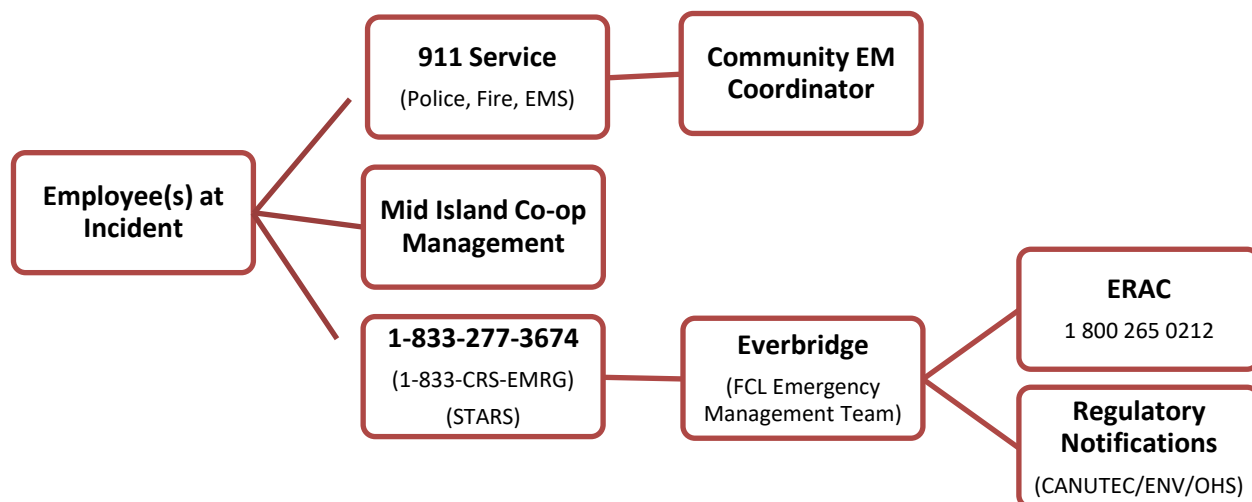 911 Service
(Police, Fire, EMS)
Community EM
Coordinator
Employee(s) at
Incident
Mid Island Co-op
Management
1-833-277-3674
(1-833-CRS-EMRG)
(STARS)
Everbridge
(FCL Emergency
Management Team)
ERAC
1 800 265 0212
Regulatory
Notifications
(CANUTEC/ENV/OHS)